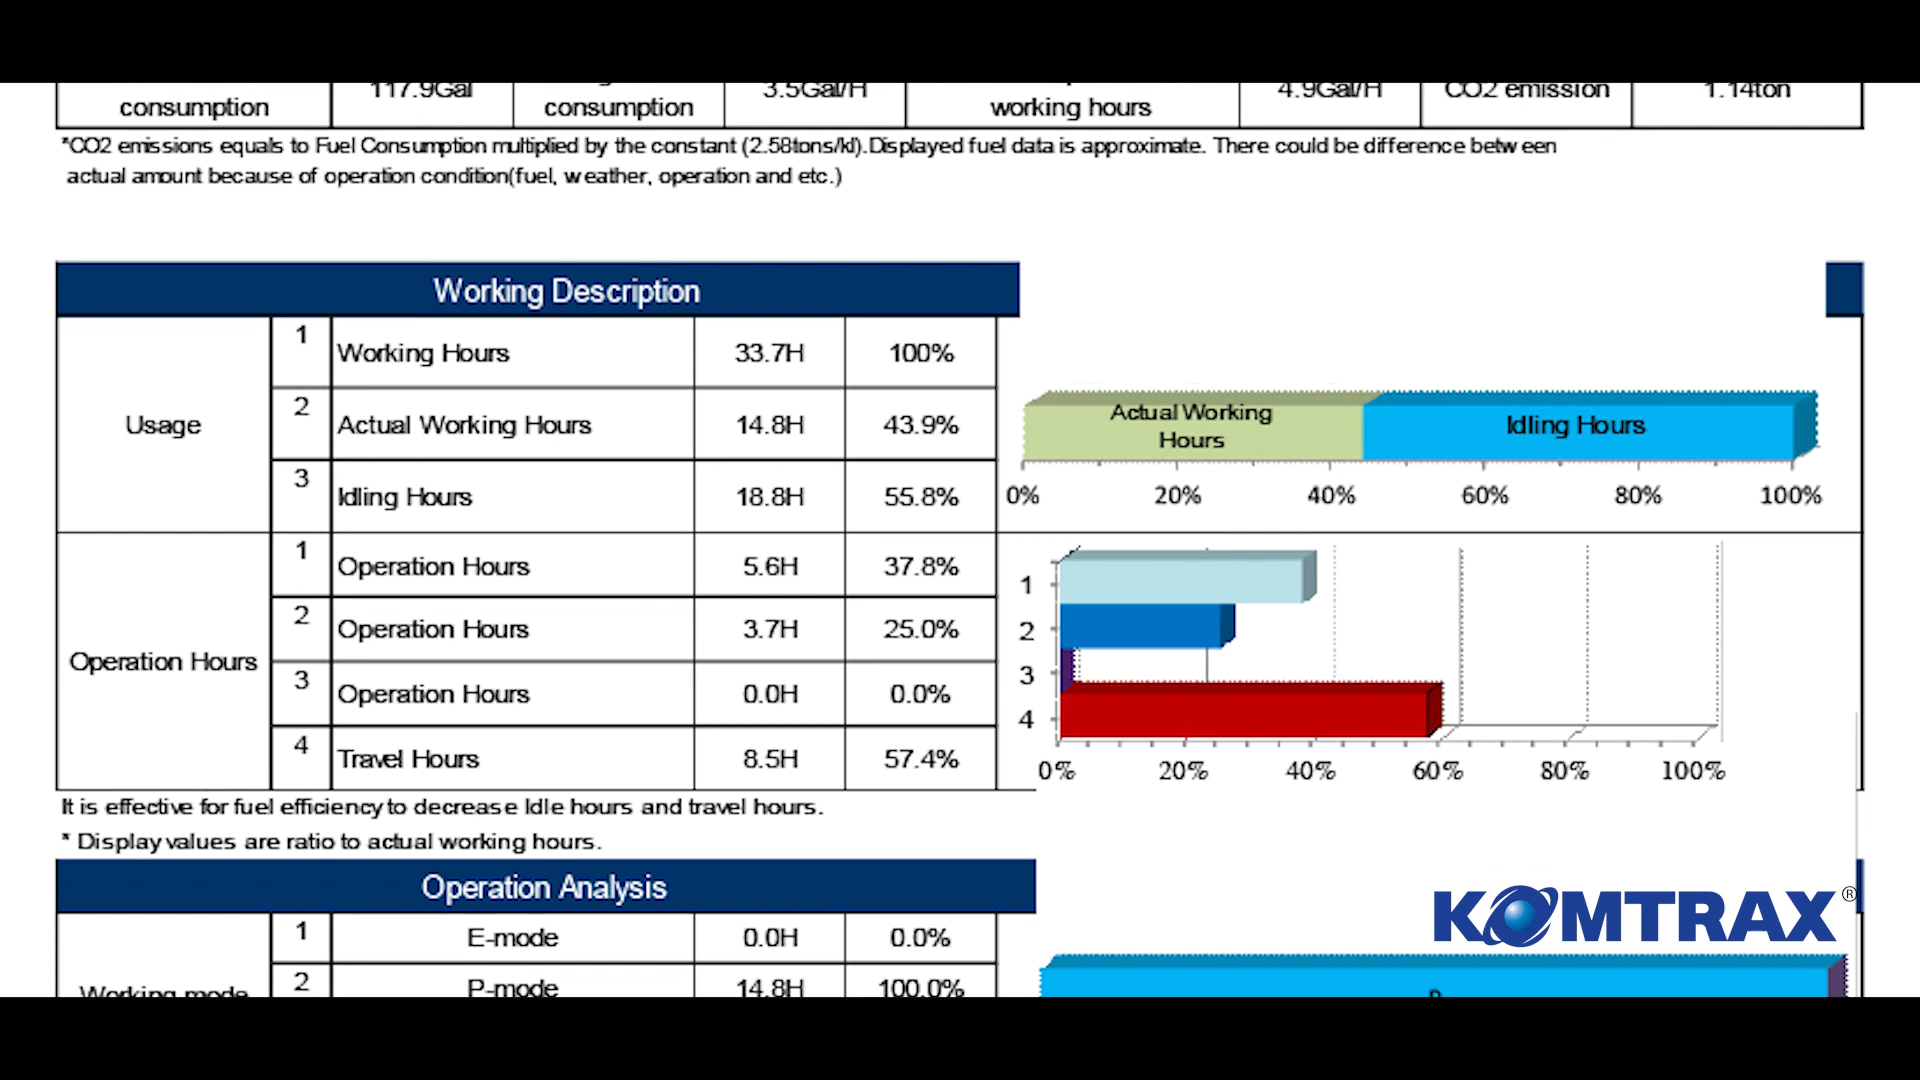 117.9Gal 3.5Gal/H 4.9Gal/H CO2 emission 1.14ton
consumption consumption working hours
*CO2 emissions equals to Fuel Consumption multiplied by the constant (2.58tons/kl).Displayed fuel data is approximate. There could be difference between
actual amount because of operation condition(fuel, weather, operation and etc.)
Working Description
Usage
1 Working Hours 33.7H 100%
2 Actual Working Hours 14.8H 43.9%
3 Idling Hours 18.8H 55.8%
Actual Working
Hours
Idling Hours
0% 20% 40% 60% 80% 100%
Operation Hours
1 Operation Hours 5.6H 37.8%
2 Operation Hours 3.7H 25.0%
3 Operation Hours 0.0H 0.0%
4 Travel Hours 8.5H 57.4%
1
2
3
4
0% 20% 40% 60% 80% 100%
It is effective for fuel efficiency to decrease Idle hours and travel hours.
* Display values are ratio to actual working hours.
Operation Analysis
KOMTRAX®
1 E-mode 0.0H 0.0%
Working mode
2 P-mode 14.8H 100.0%